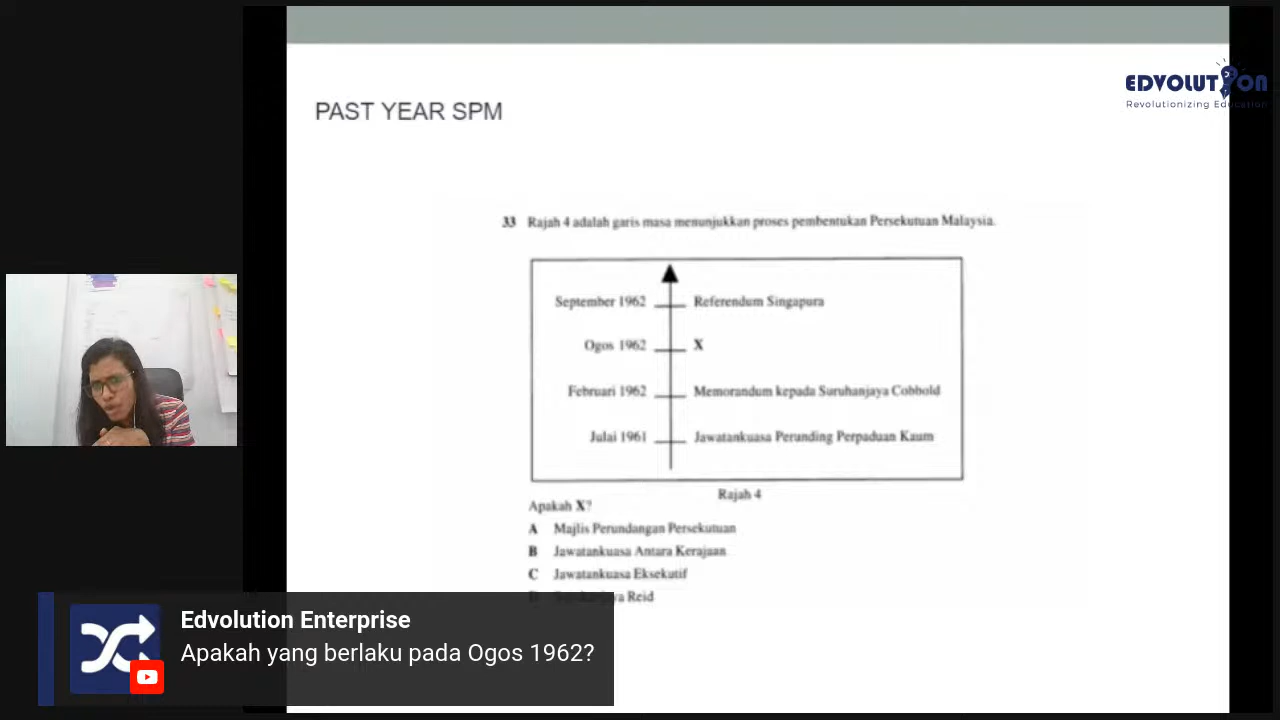 EDVOLUTION
Revolutionizing Education
PAST YEAR SPM
33 Rajah 4 adalah garis masa menunjukkan proses pembentukan Persekutuan Malaysia.
September 1962 Referendum Singapura
Ogos 1962 X
Februari 1962 Memorandum kepada Suruhanjaya Cobbold
Julai 1961 Jawatankuasa Perunding Perpaduan Kaum
Rajah 4
Apakah X?
A Majlis Perundangan Persekutuan
B Jawatankuasa Antara Kerajaan
C Jawatankuasa Eksekutif
D Reid
Edvolution Enterprise
Apakah yang berlaku pada Ogos 1962?